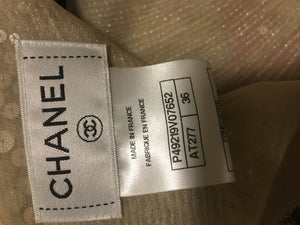 CHANEL
MADE IN FRANCE
FABRIQUE EN FRANCE
P49219V07652
AT277 36